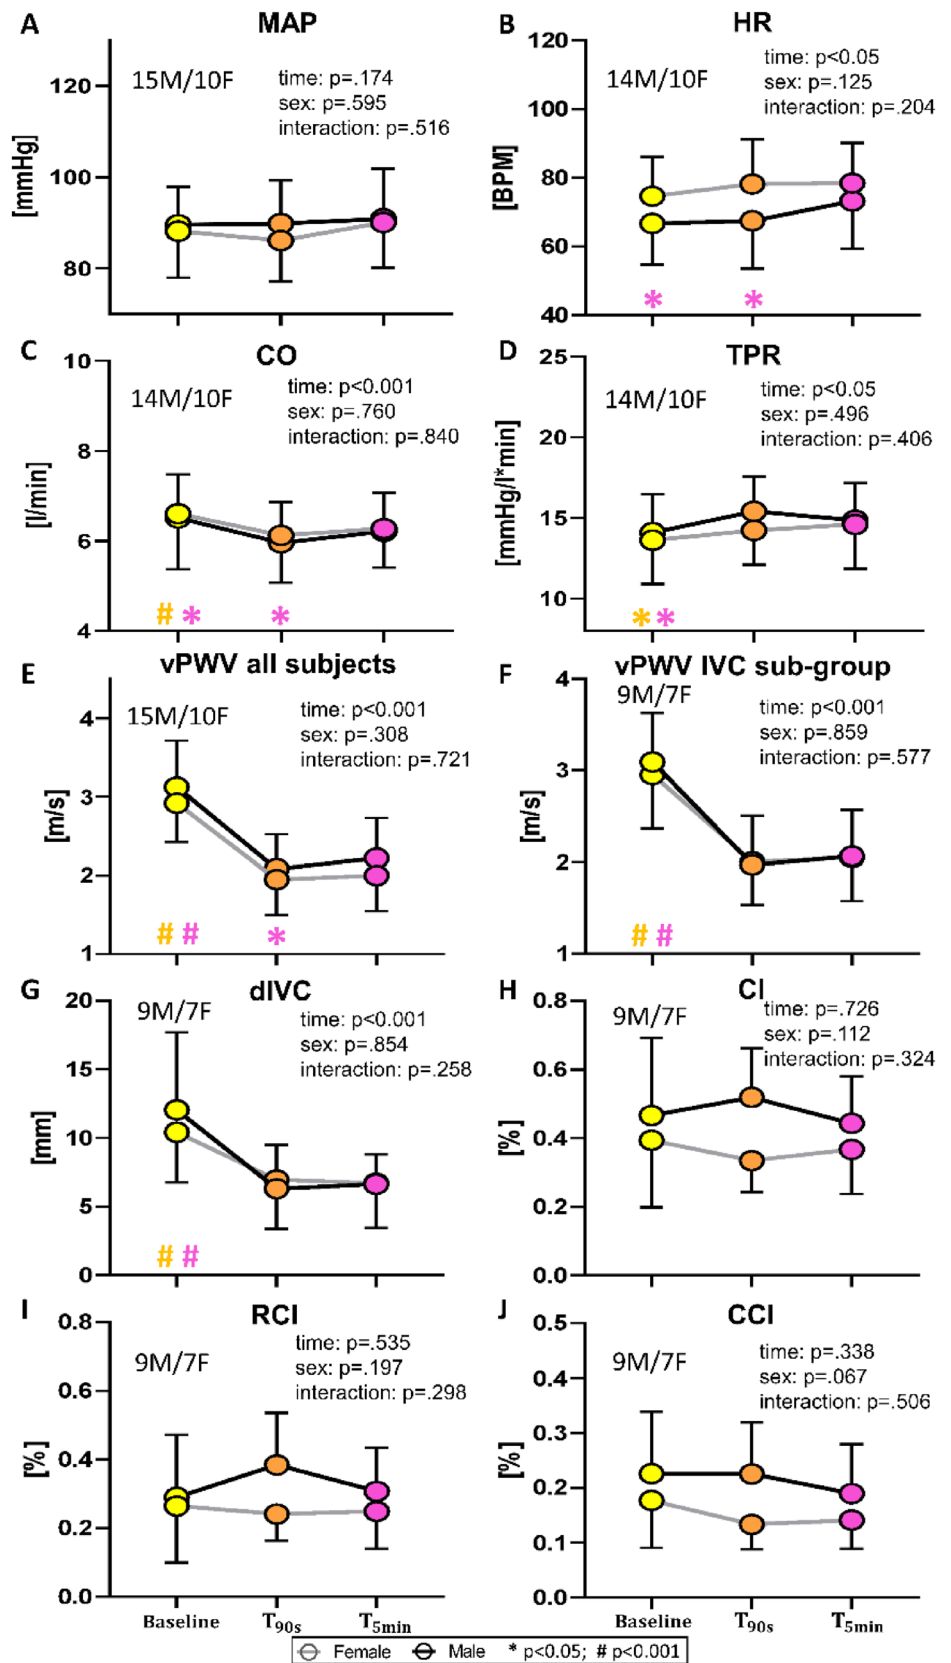 A MAP
15M/10F
time: p=.174
sex: p=.595
interaction: p=.516
[mmHg]
120
100
80
B HR
14M/10F
time: p<0.05
sex: p=.125
interaction: p=.204
[BPM]
120
100
80
60
40
* *
C CO
14M/10F
time: p<0.001
sex: p=.760
interaction: p=.840
[l/min]
10
8
6
4
# * *
D TPR
14M/10F
time: p<0.05
sex: p=.496
interaction: p=.406
[mmHg/l*min]
25
20
15
10
* *
E vPWV all subjects
15M/10F
time: p<0.001
sex: p=.308
interaction: p=.721
[m/s]
4
3
2
1
# # *
F vPWV IVC sub-group
9M/7F
time: p<0.001
sex: p=.859
interaction: p=.577
[m/s]
4
3
2
1
# #
G dIVC
9M/7F
time: p<0.001
sex: p=.854
interaction: p=.258
[mm]
20
15
10
5
0
# #
H CI
9M/7F
time: p=.726
sex: p=.112
interaction: p=.324
[%]
0.8
0.6
0.4
0.2
0.0
I RCI
9M/7F
time: p=.535
sex: p=.197
interaction: p=.298
[%]
0.8
0.6
0.4
0.2
0.0
Baseline T90s T5min
J CCI
9M/7F
time: p=.338
sex: p=.067
interaction: p=.506
[%]
0.5
0.4
0.3
0.2
0.1
0.0
Baseline T90s T5min
Female Male * p<0.05; # p<0.001